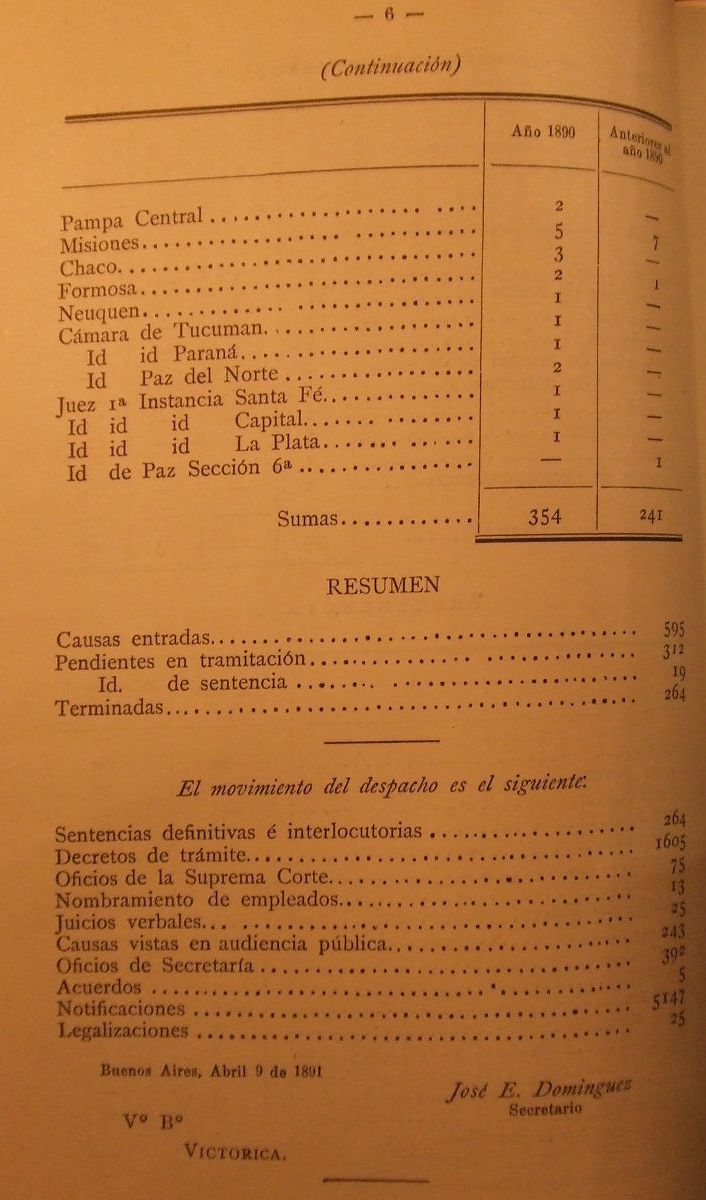 — 6 —
(Continuación)
Año 1890 Anteriores al año 1890
Pampa Central .................... 2 —
Misiones.................... 5 7
Chaco.................... 3 —
Formosa.................... 2 1
Neuquen.................... 1 —
Cámara de Tucuman.................... 1 —
Id id Paraná.................... 1 —
Id Paz del Norte .................... 2 —
Juez 1ª Instancia Santa Fé.................... 1 —
Id id id Capital.................... 1 —
Id id id La Plata.................... 1 —
Id de Paz Sección 6ª .................... — 1
Sumas............ 354 241
RESUMEN
Causas entradas.................... 595
Pendientes en tramitación.................... 312
Id. de sentencia .................... 19
Terminadas.................... 264
El movimiento del despacho es el siguiente:
Sentencias definitivas é interlocutorias .................... 264
Decretos de trámite.................... 1605
Oficios de la Suprema Corte.................... 75
Nombramiento de empleados.................... 13
Juicios verbales.................... 25
Causas vistas en audiencia pública.................... 243
Oficios de Secretaría .................... 392
Acuerdos .................... 5
Notificaciones .................... 5147
Legalizaciones .................... 25
Buenos Aires, Abril 9 de 1891
José E. Dominguez
Secretario
Vº Bº
VICTORICA.